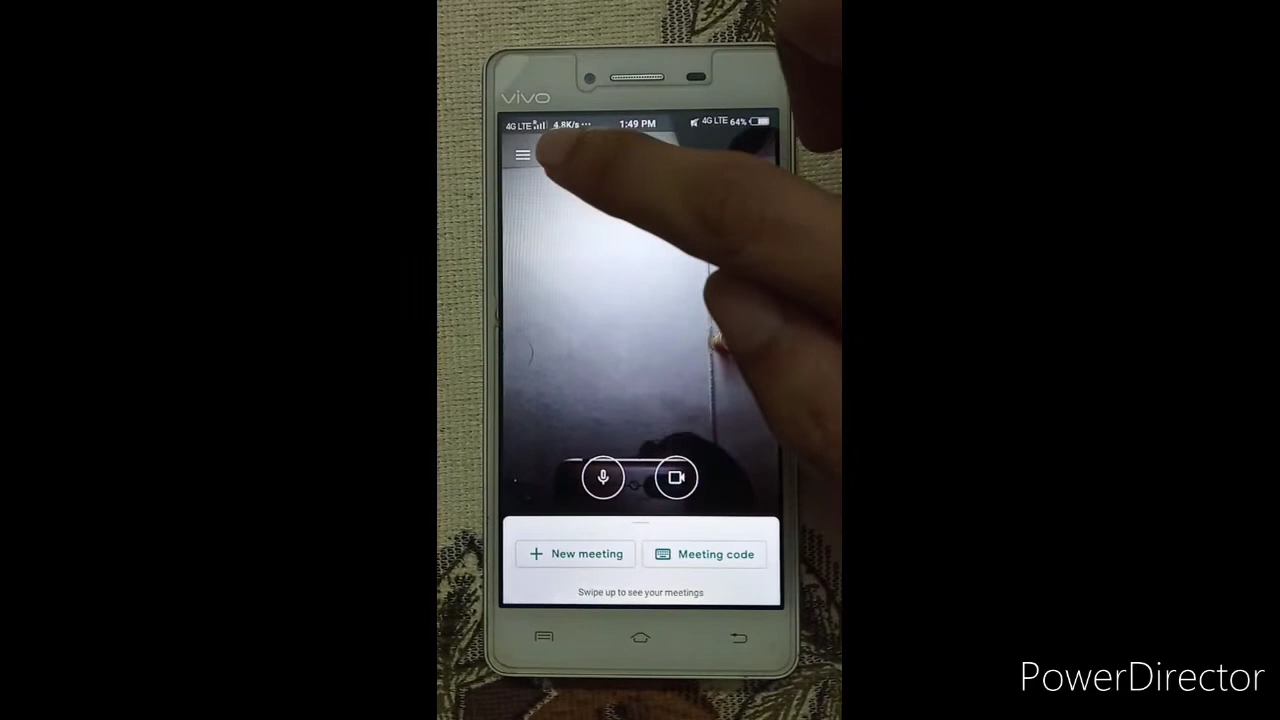 vivo
4G LTE 4.8K/s ... 1:49 PM 4G LTE 64%
New meeting
Meeting code
Swipe up to see your meetings
PowerDirector